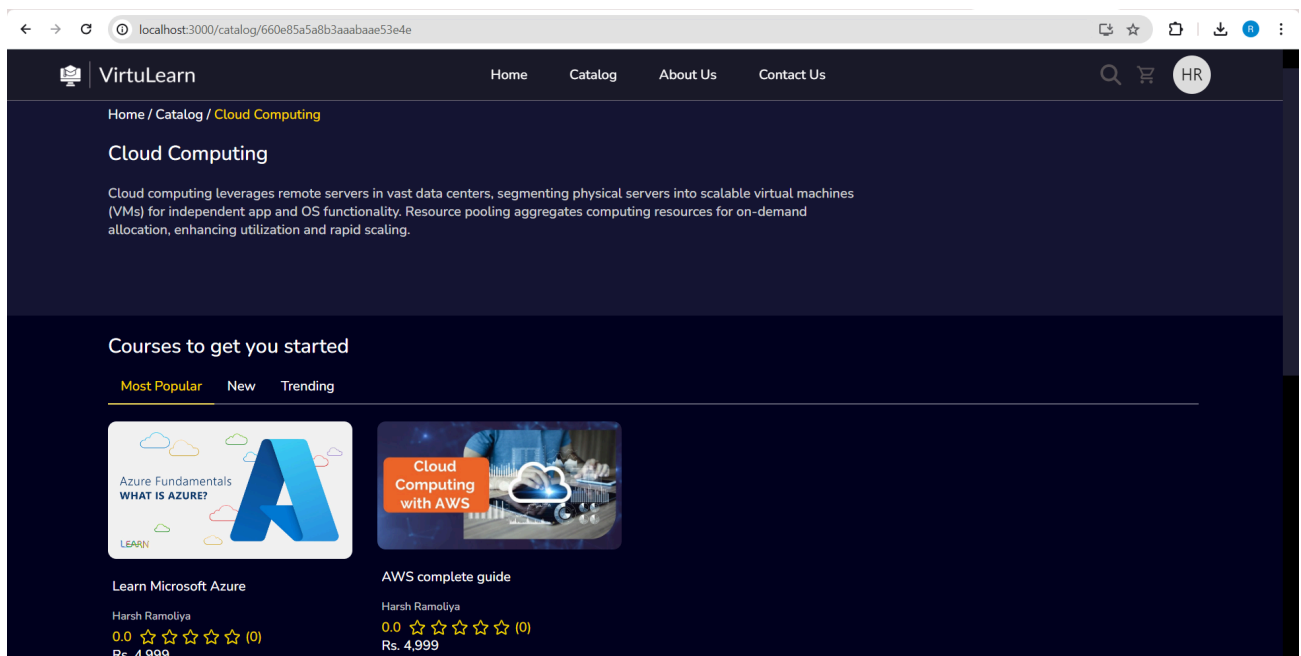 localhost:3000/catalog/660e85a5a8b3aaabaae53e4e
R
VirtuLearn
Home Catalog About Us Contact Us
HR
Home / Catalog / Cloud Computing
Cloud Computing
Cloud computing leverages remote servers in vast data centers, segmenting physical servers into scalable virtual machines
(VMs) for independent app and OS functionality. Resource pooling aggregates computing resources for on-demand
allocation, enhancing utilization and rapid scaling.
Courses to get you started
Most Popular New Trending
Azure Fundamentals
WHAT IS AZURE?
LEARN
Cloud
Computing
with AWS
Learn Microsoft Azure
Harsh Ramoliya
0.0 (0)
Rs. 4,999
AWS complete guide
Harsh Ramoliya
0.0 (0)
Rs. 4,999